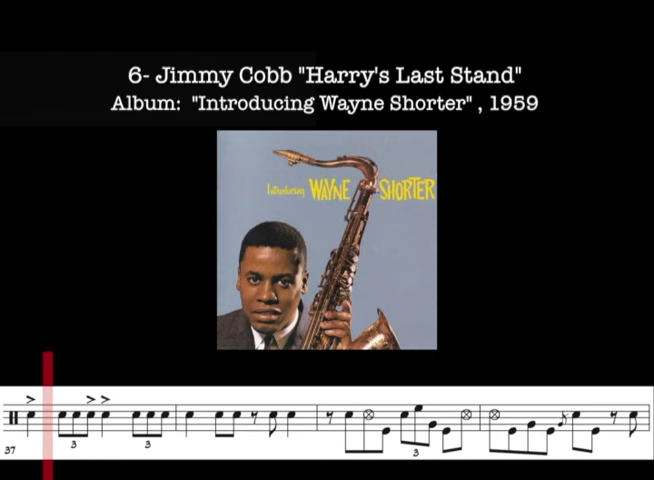 6- Jimmy Cobb "Harry's Last Stand"
Album: "Introducing Wayne Shorter" , 1959
Introducing WAYNE SHORTER
37
3
3
3